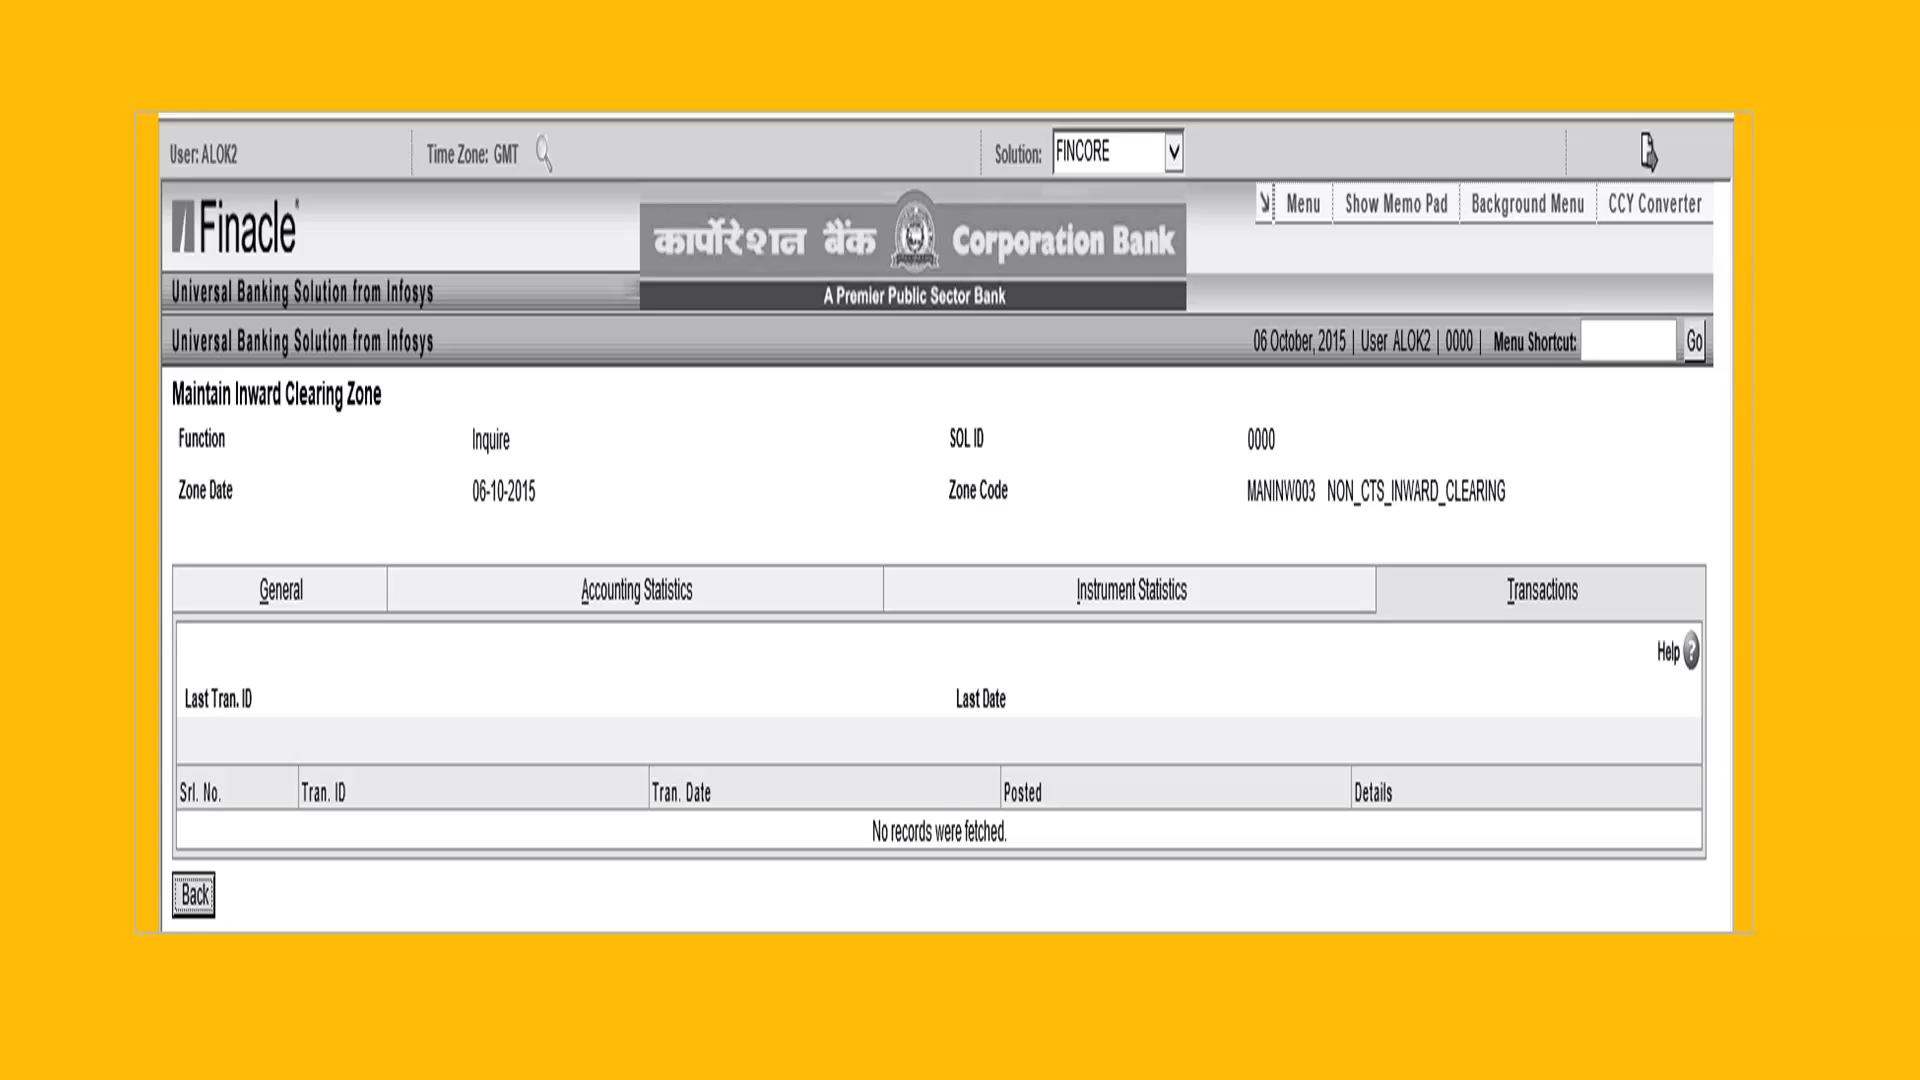 User: ALOK2 Time Zone: GMT Solution: FINCORE
Menu Show Memo Pad Background Menu CCY Converter
Finacle
कार्पोरेशन बैंक Corporation Bank
Universal Banking Solution from Infosys A Premier Public Sector Bank
Universal Banking Solution from Infosys 06 October, 2015 | User ALOK2 | 0000 | Menu Shortcut: Go
Maintain Inward Clearing Zone
Function Inquire SOL ID 0000
Zone Date 06-10-2015 Zone Code MANINW003 NON_CTS_INWARD_CLEARING
General Accounting Statistics Instrument Statistics Transactions
Help ?
Last Tran. ID Last Date
Srl. No. Tran. ID Tran. Date Posted Details
No records were fetched.
Back